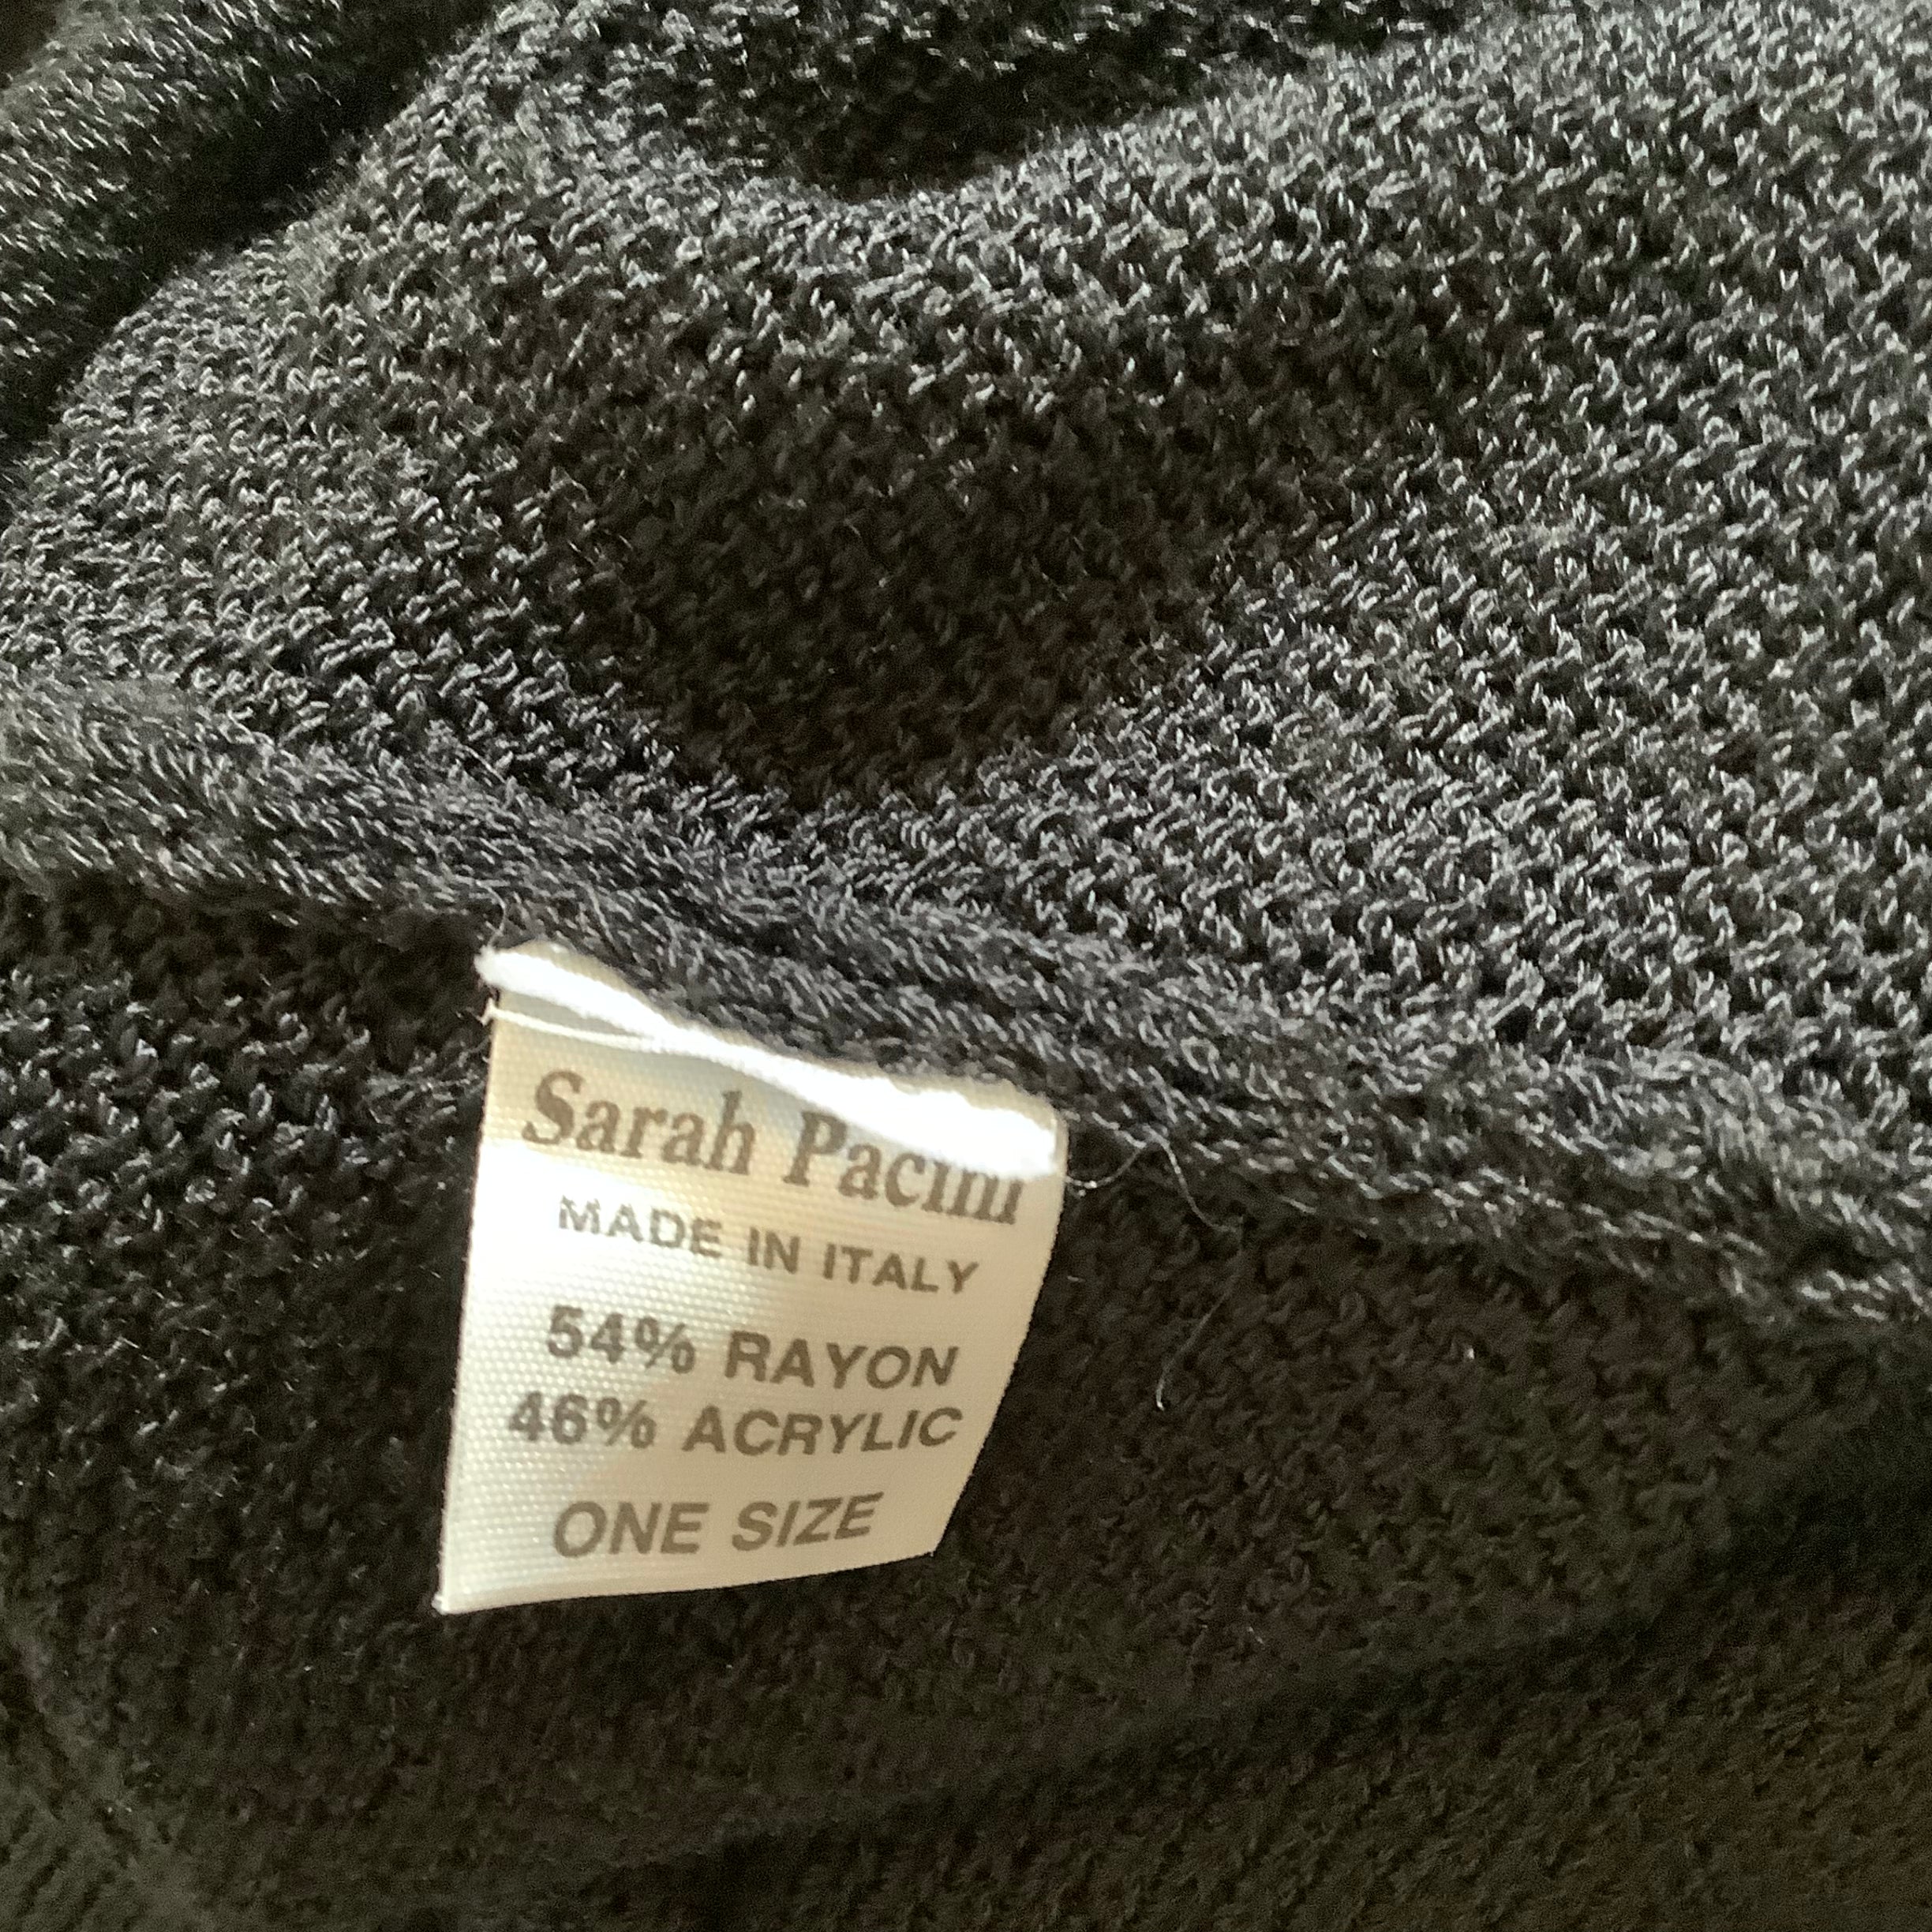 Sarah Pacini
MADE IN ITALY
54% RAYON
46% ACRYLIC
ONE SIZE